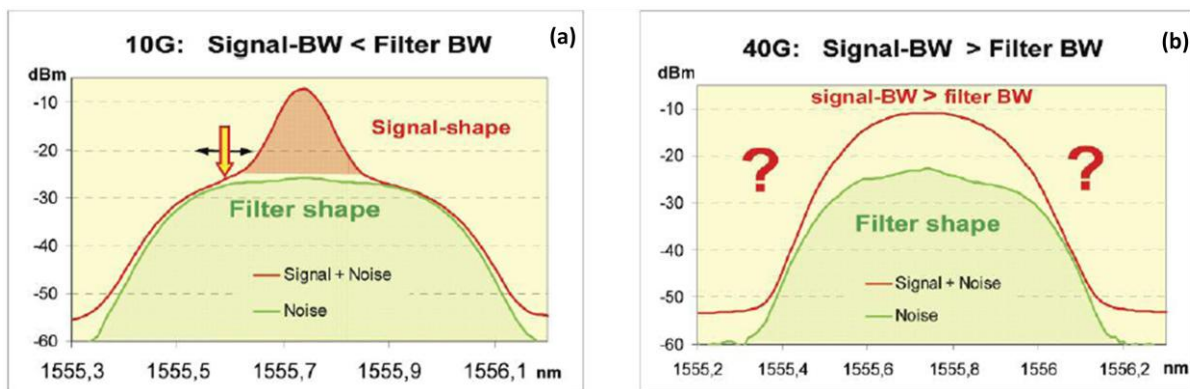 10G: Signal-BW < Filter BW
(a)
dBm
-10
-20
-30
-40
-50
-60
Signal-shape
Filter shape
Signal + Noise
Noise
1555,3 1555,5 1555,7 1555,9 1556,1 nm
40G: Signal-BW > Filter BW
(b)
dBm
-10
-20
-30
-40
-50
-60
signal-BW > filter BW
? ?
Filter shape
Signal + Noise
Noise
1555,2 1555,4 1555,6 1555,8 1556 1556,2 nm